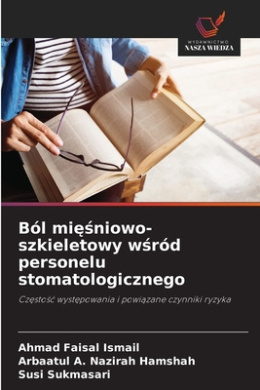 WYDAWNICTWO
NASZA WIEDZA
Ból mięśniowo-
szkieletowy wśród
personelu
stomatologicznego
Częstość występowania i powiązane czynniki ryzyka
Ahmad Faisal Ismail
Arbaatul A. Nazirah Hamshah
Susi Sukmasari